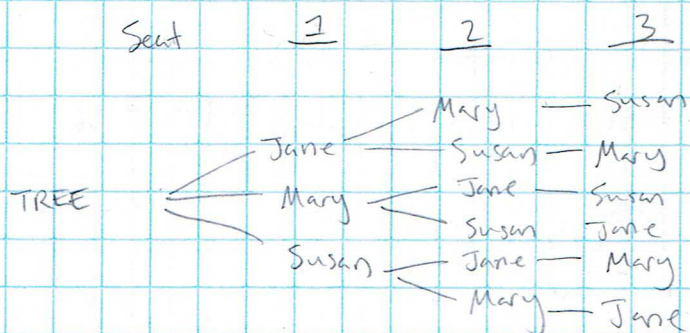 Seat 1 2 3
Mary Susan
Jane Susan Mary
TREE Mary Jane Susan
Susan Jane
Susan Jane Mary
Mary Jane